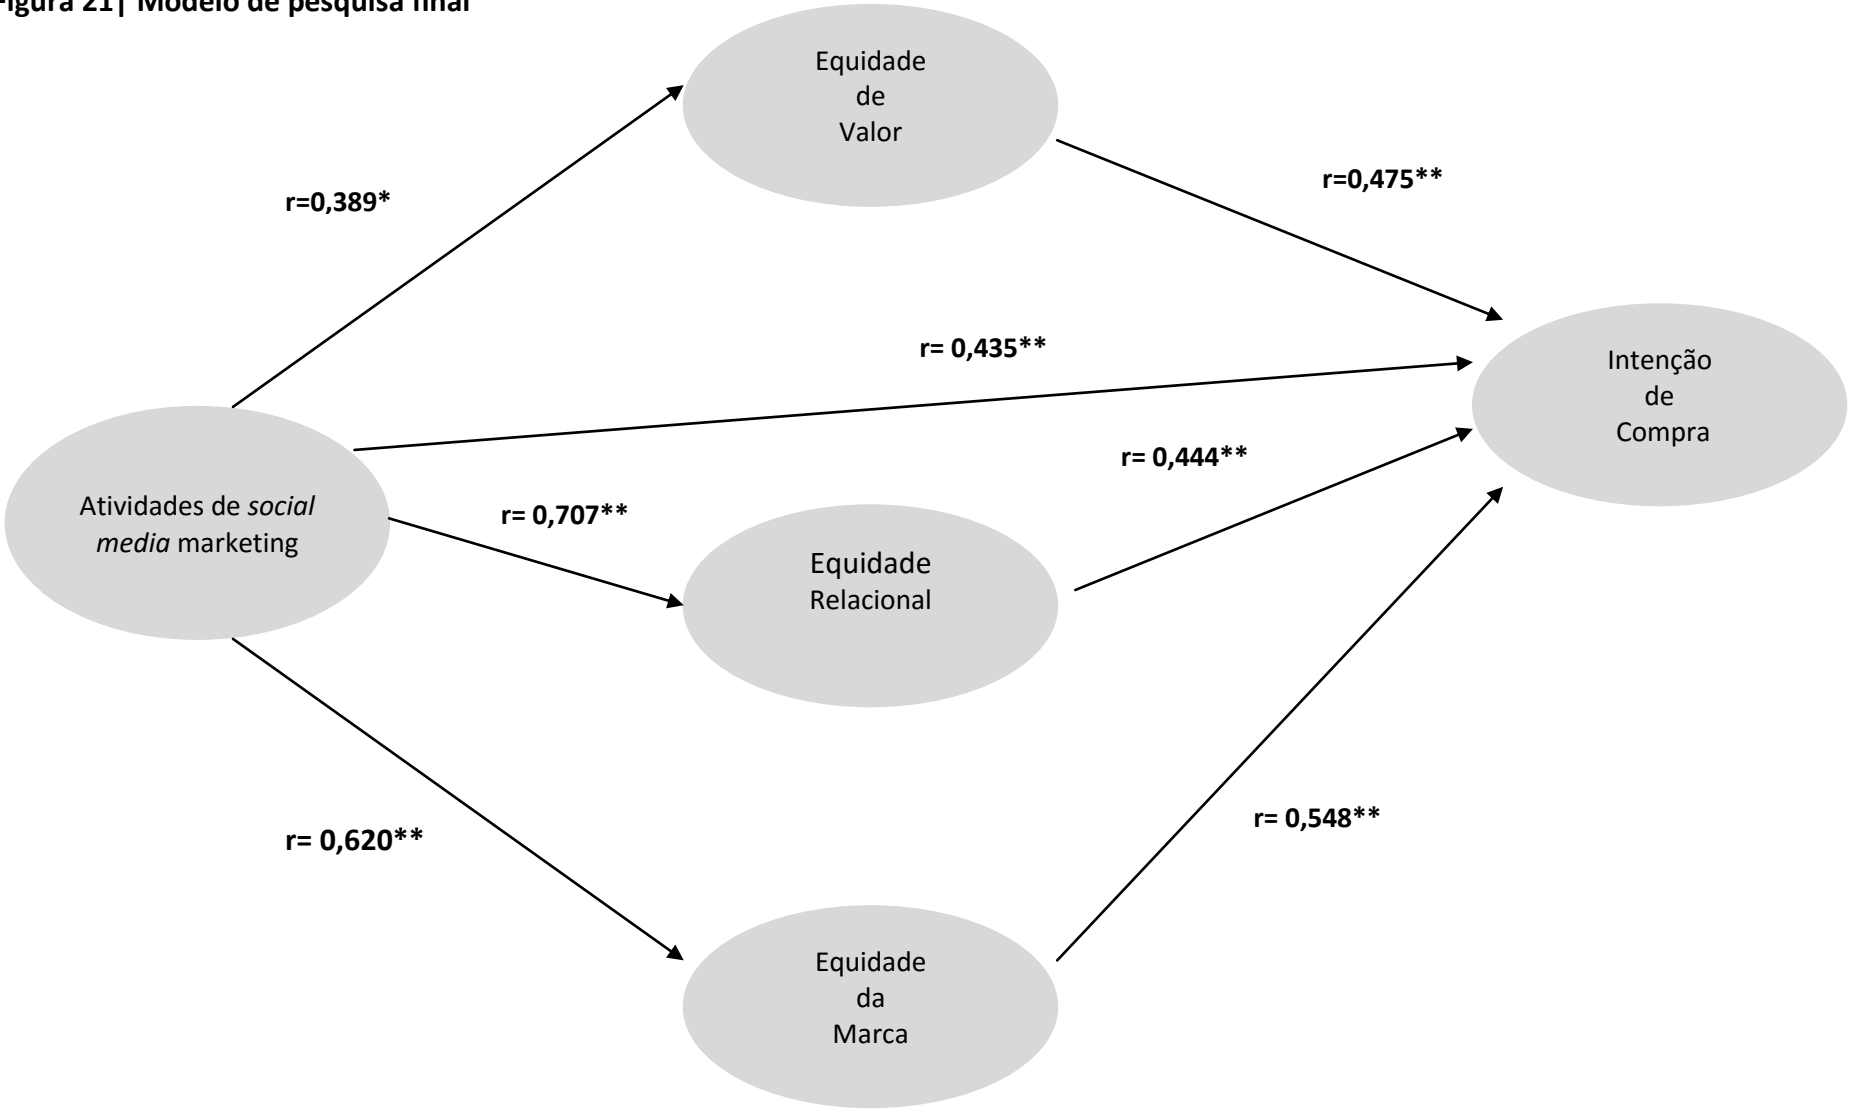 Figura 21| Modelo de pesquisa final
Equidade
de
Valor
r=0,475**
r=0,389*
r= 0,435**
Intenção
de
Compra
r= 0,444**
Atividades de social
media marketing
r= 0,707**
Equidade
Relacional
r= 0,548**
r= 0,620**
Equidade
da
Marca